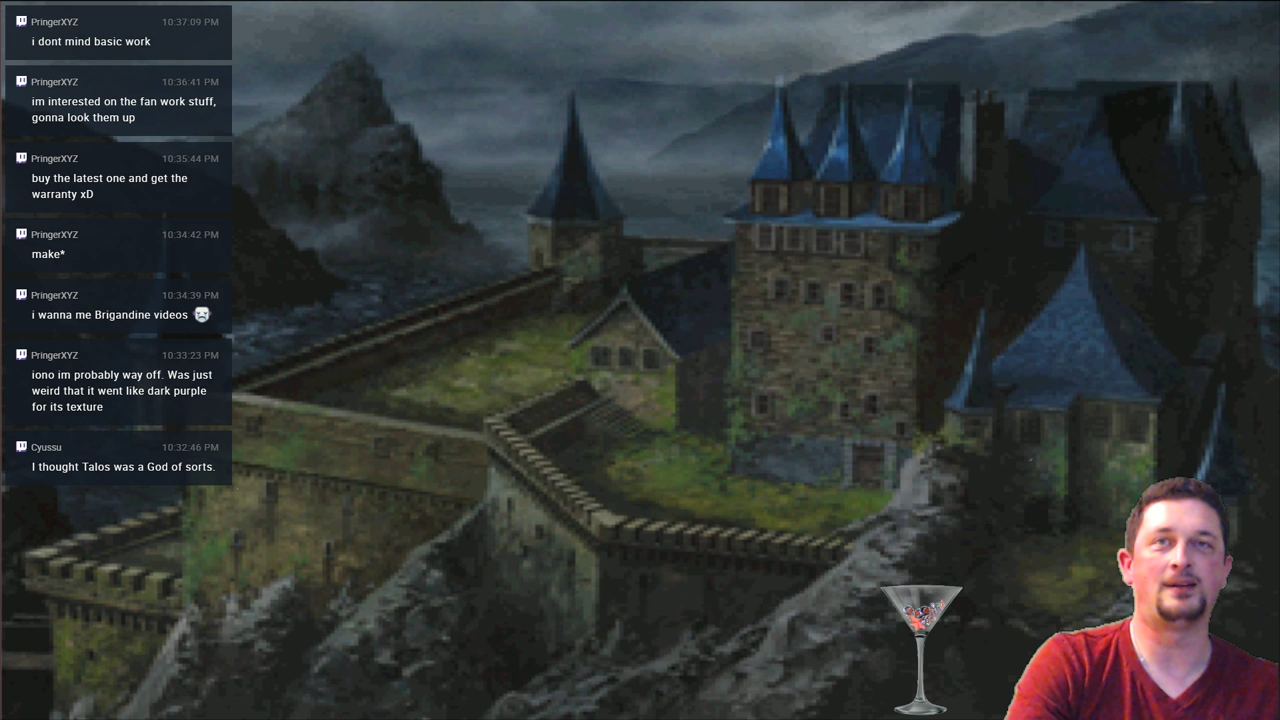 PringerXYZ 10:37:09 PM
i dont mind basic work
PringerXYZ 10:36:41 PM
im interested on the fan work stuff,
gonna look them up
PringerXYZ 10:35:44 PM
buy the latest one and get the
warranty xD
PringerXYZ 10:34:42 PM
make*
PringerXYZ 10:34:39 PM
i wanna me Brigandine videos
PringerXYZ 10:33:23 PM
iono im probably way off. Was just
weird that it went like dark purple
for its texture
Cyussu 10:32:46 PM
I thought Talos was a God of sorts.